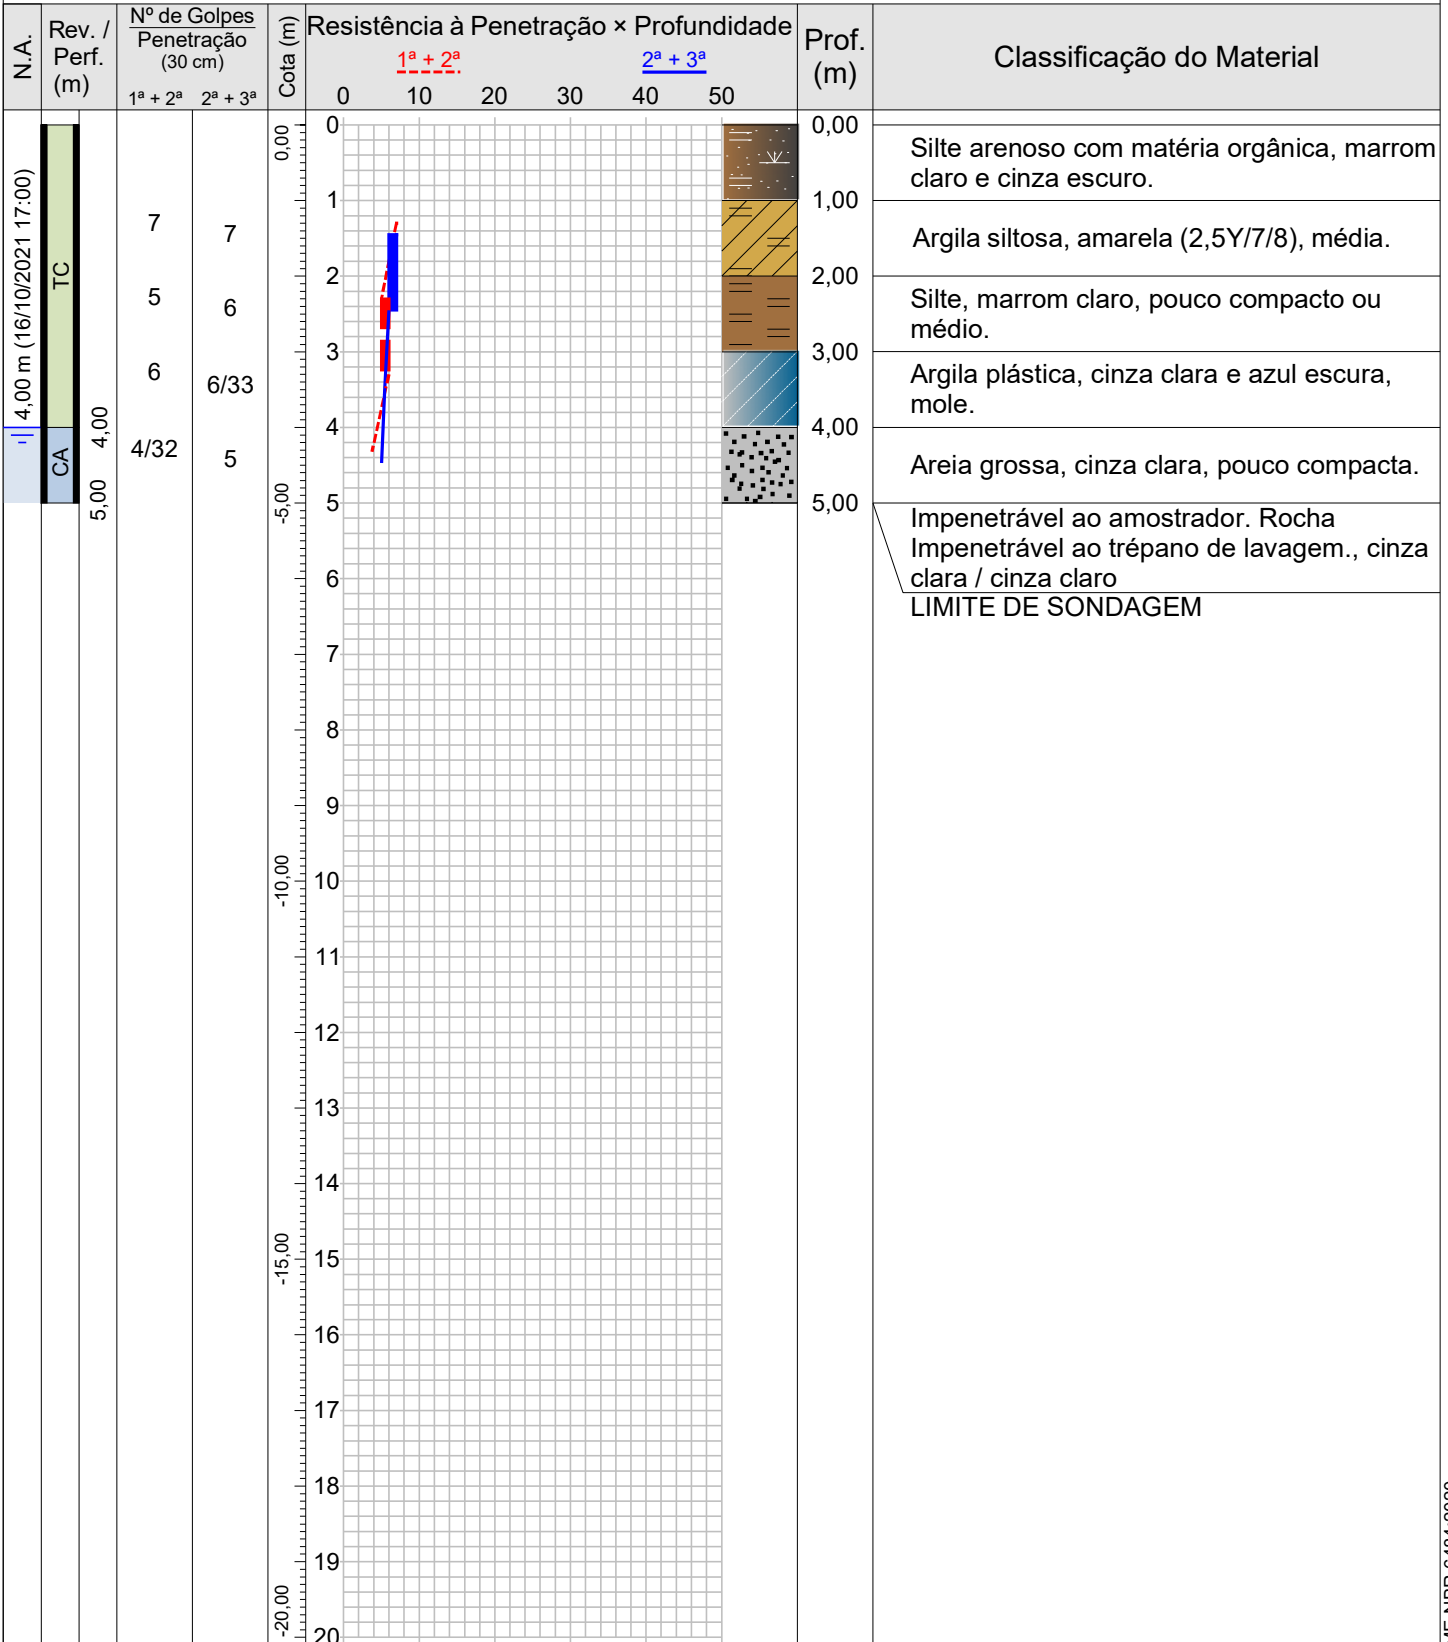 N.A.
Rev. /
Perf.
(m)
Nº de Golpes
Penetração
(30 cm)
1ª + 2ª 2ª + 3ª
Cota (m)
Resistência à Penetração × Profundidade
1ª + 2ª 2ª + 3ª
0 10 20 30 40 50
Prof.
(m)
Classificação do Material
4,00 m (16/10/2021 17:00)
TC
CA
4,00
5,00
7 7
5 6
6 6/33
4/32 5
0,00
-5,00
-10,00
-15,00
-20,00
0
1
2
3
4
5
6
7
8
9
10
11
12
13
14
15
16
17
18
19
20
0,00
Silte arenoso com matéria orgânica, marrom
claro e cinza escuro.
1,00
Argila siltosa, amarela (2,5Y/7/8), média.
2,00
Silte, marrom claro, pouco compacto ou
médio.
3,00
Argila plástica, cinza clara e azul escura,
mole.
4,00
Areia grossa, cinza clara, pouco compacta.
5,00
Impenetrável ao amostrador. Rocha
Impenetrável ao trépano de lavagem., cinza
clara / cinza claro
LIMITE DE SONDAGEM